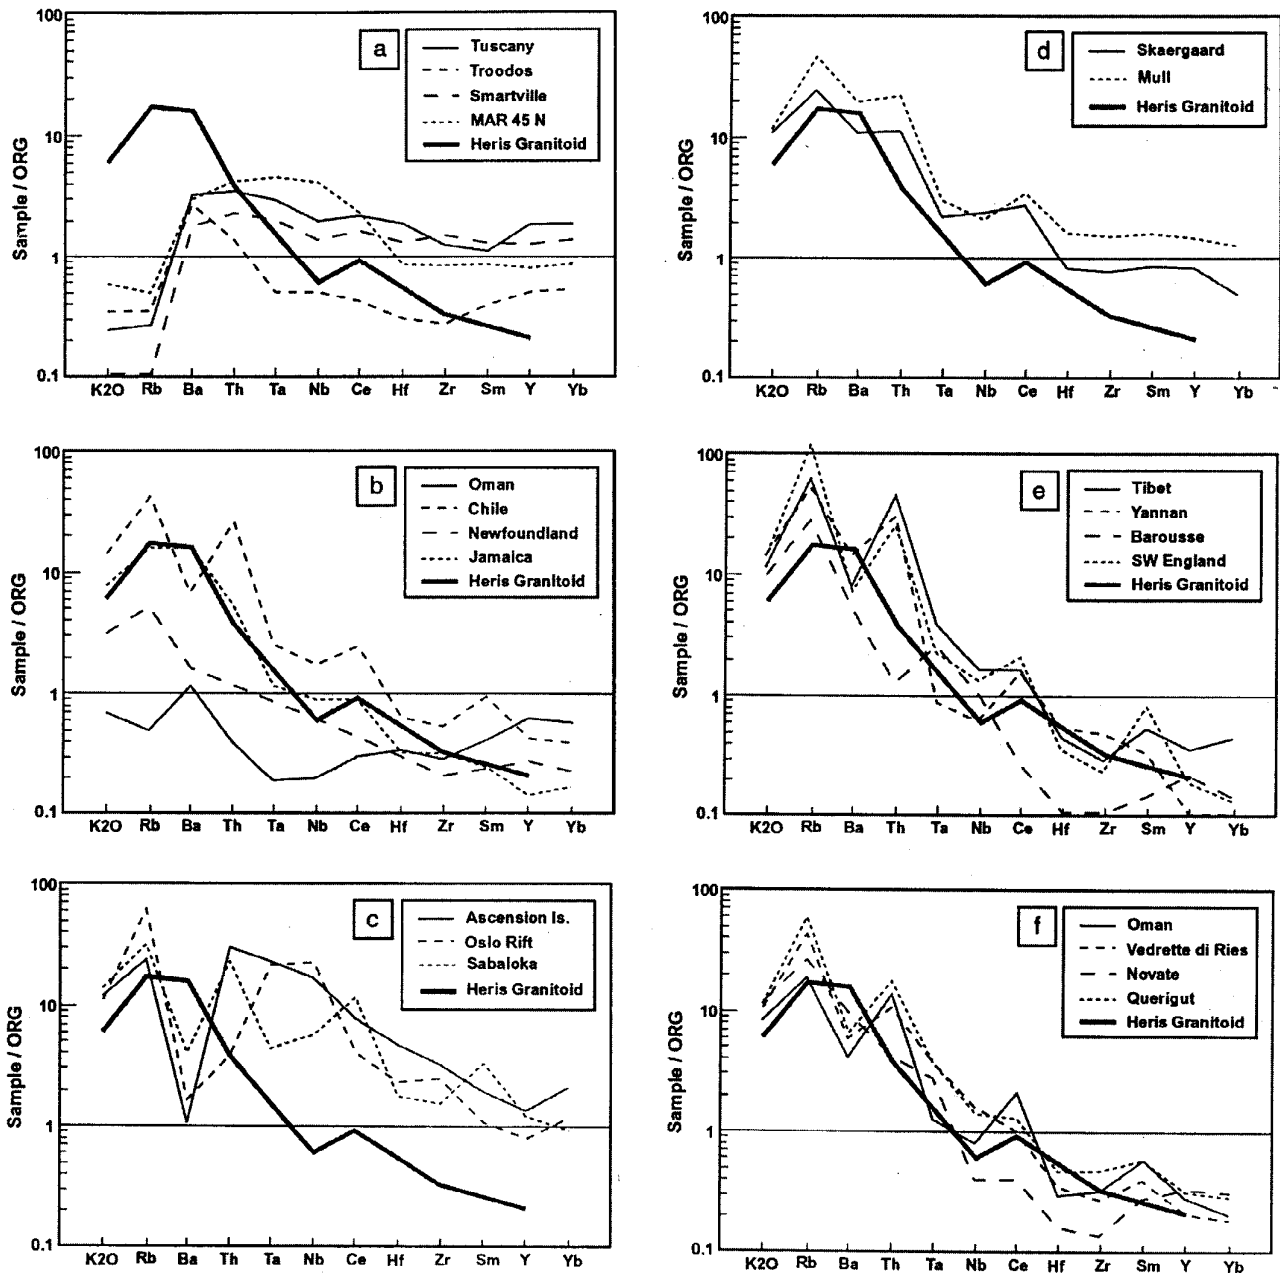 a
Tuscany
Troodos
Smartville
MAR 45 N
Heris Granitoid
Sample / ORG
100
10
1
0.1
K2O Rb Ba Th Ta Nb Ce Hf Zr Sm Y Yb
d
Skaergaard
Mull
Heris Granitoid
Sample / ORG
100
10
1
0.1
K2O Rb Ba Th Ta Nb Ce Hf Zr Sm Y Yb
b
Oman
Chile
Newfoundland
Jamaica
Heris Granitoid
Sample / ORG
100
10
1
0.1
K2O Rb Ba Th Ta Nb Ce Hf Zr Sm Y Yb
e
Tibet
Yannan
Barousse
SW England
Heris Granitoid
Sample / ORG
100
10
1
0.1
K2O Rb Ba Th Ta Nb Ce Hf Zr Sm Y Yb
c
Ascension Is.
Oslo Rift
Sabaloka
Heris Granitoid
Sample / ORG
100
10
1
0.1
K2O Rb Ba Th Ta Nb Ce Hf Zr Sm Y Yb
f
Oman
Vedrette di Ries
Novate
Querigut
Heris Granitoid
Sample / ORG
100
10
1
0.1
K2O Rb Ba Th Ta Nb Ce Hf Zr Sm Y Yb